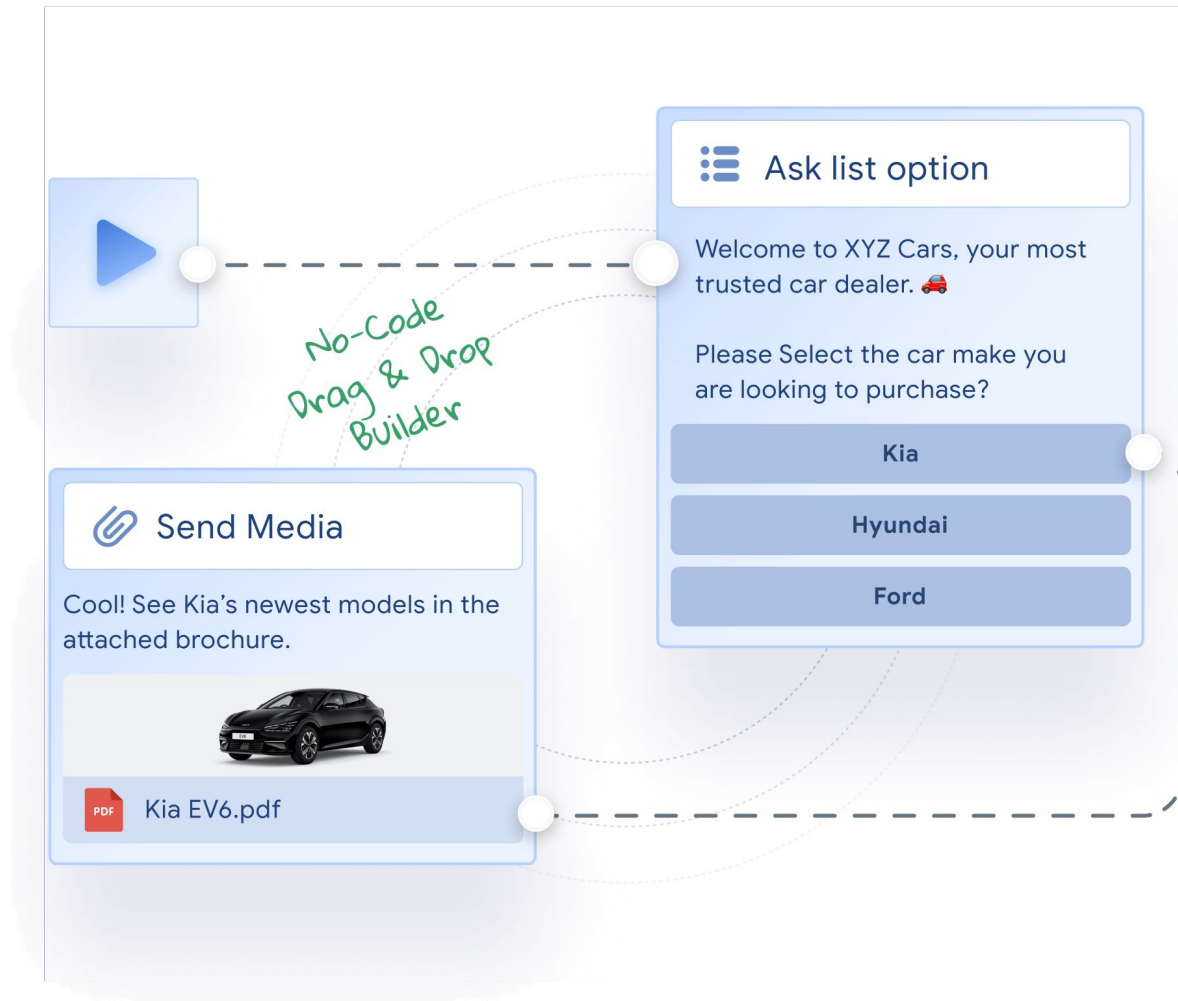 Ask list option
Welcome to XYZ Cars, your most
trusted car dealer. 🚗
Please Select the car make you
are looking to purchase?
Kia
Hyundai
Ford
No-Code
Drag & Drop
Builder
Send Media
Cool! See Kia’s newest models in the
attached brochure.
EV6
PDF
Kia EV6.pdf